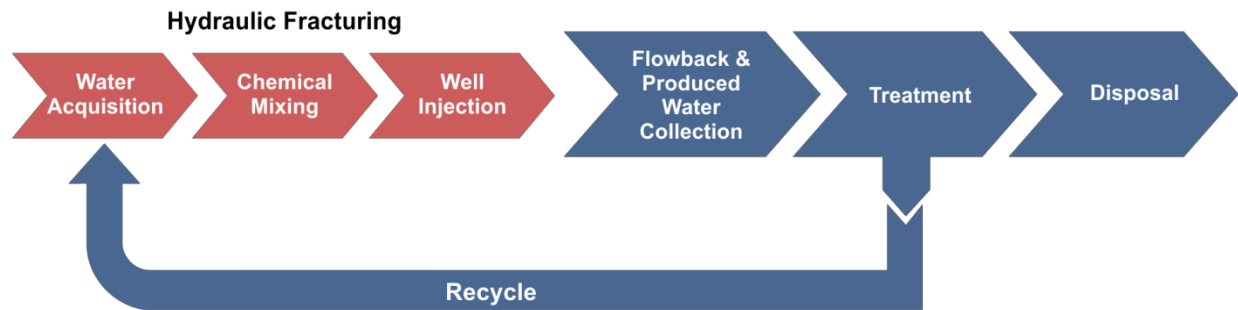 Hydraulic Fracturing
Water
Acquisition
Chemical
Mixing
Well
Injection
Flowback &
Produced
Water
Collection
Treatment
Disposal
Recycle